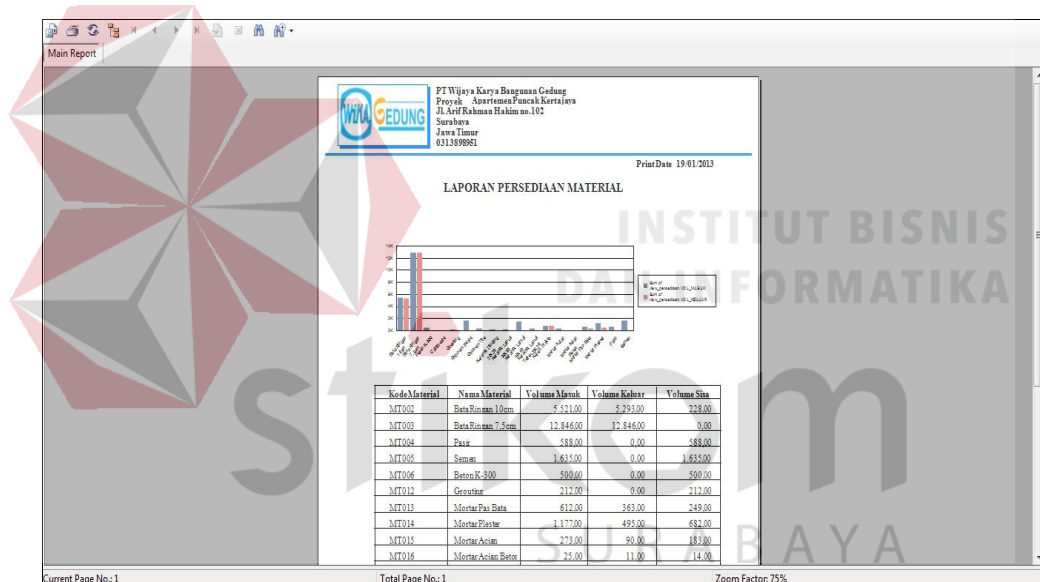 Main Report
WIKA GEDUNG
PT Wijaya Karya Bangunan Gedung
Proyek Apartemen Puncak Kertajaya
Jl. Arif Rahman Hakim no.102
Surabaya
Jawa Timur
0313898951
Print Date 19/01/2013
LAPORAN PERSEDIAAN MATERIAL
INSTITUT BISNIS
DAN INFORMATIKA
stikom
SURABAYA
Kode Material Nama Material Volume Masuk Volume Keluar Volume Sisa
MT002 Bata Ringan 10cm 5.521,00 5.293,00 228,00
MT003 Bata Ringan 7,5cm 12.846,00 12.846,00 0,00
MT004 Pasir 588,00 0,00 588,00
MT005 Semen 1.635,00 0,00 1.635,00
MT006 Beton K-300 500,00 0,00 500,00
MT012 Grouting 212,00 0,00 212,00
MT013 Mortar Pas Bata 612,00 363,00 249,00
MT014 Mortar Plester 1.177,00 495,00 682,00
MT015 Mortar Acian 273,00 90,00 183,00
MT016 Mortar Acian Beton 25,00 11,00 14,00
Current Page No.: 1 Total Page No.: 1 Zoom Factor: 75%